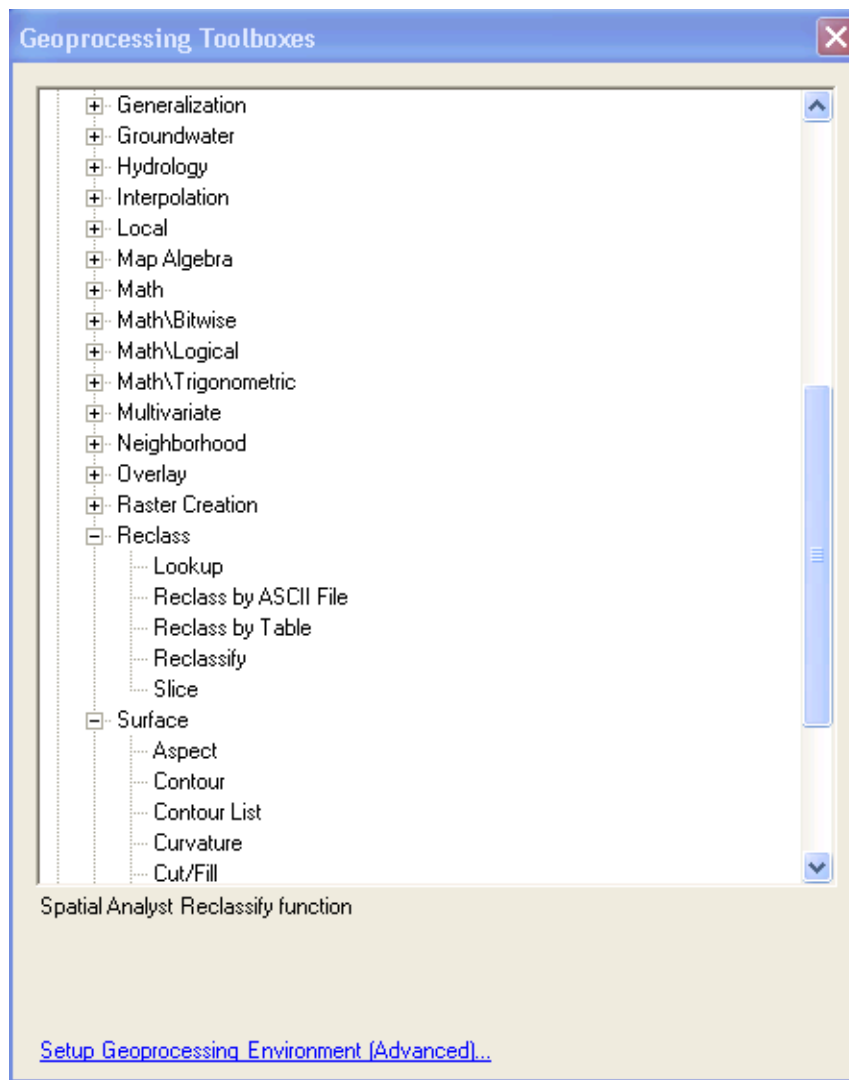 Geoprocessing Toolboxes
Generalization
Groundwater
Hydrology
Interpolation
Local
Map Algebra
Math
Math\Bitwise
Math\Logical
Math\Trigonometric
Multivariate
Neighborhood
Overlay
Raster Creation
Reclass
Lookup
Reclass by ASCII File
Reclass by Table
Reclassify
Slice
Surface
Aspect
Contour
Contour List
Curvature
Cut/Fill
Spatial Analyst Reclassify function
Setup Geoprocessing Environment (Advanced)...